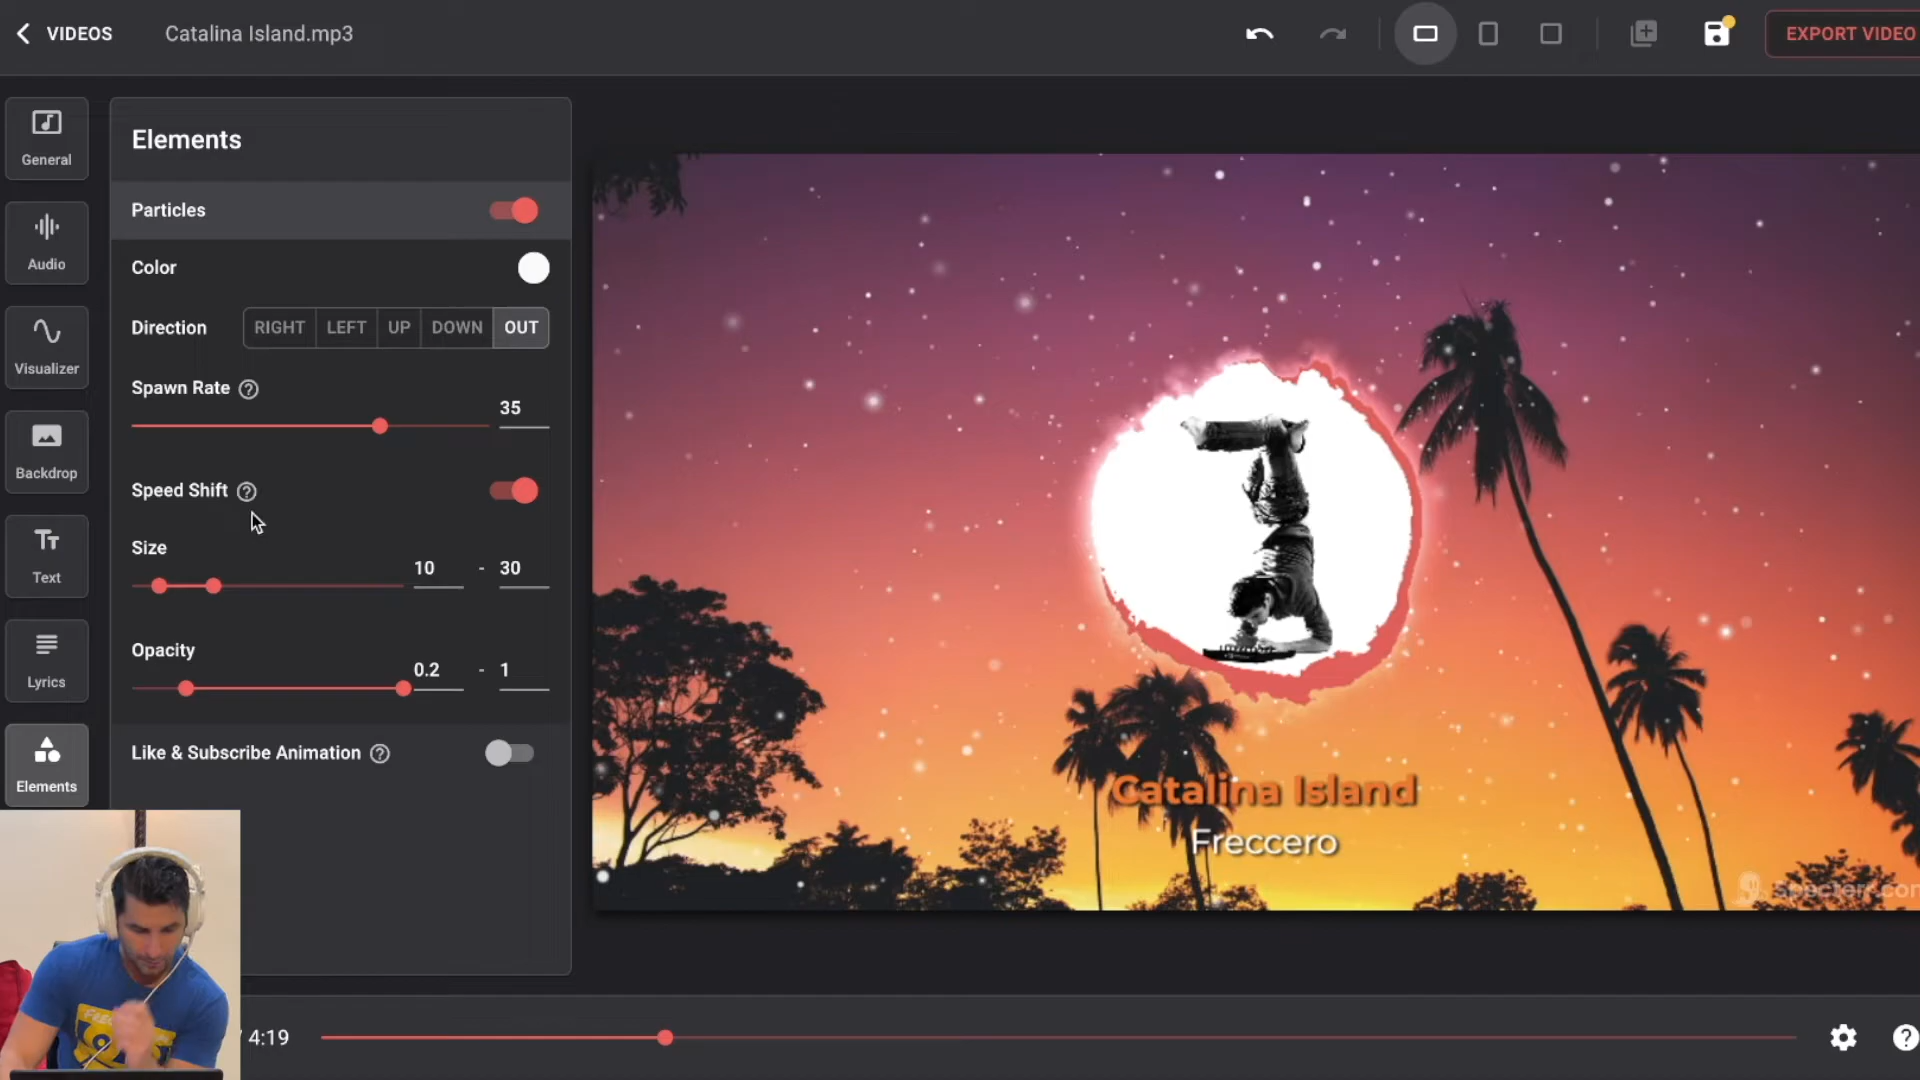 VIDEOS
Catalina Island.mp3
EXPORT VIDEO
General
Audio
Visualizer
Backdrop
Text
Lyrics
Elements
Elements
Particles
Color
Direction
RIGHT LEFT UP DOWN OUT
Spawn Rate ?
35
Speed Shift ?
Size
10 - 30
Opacity
0.2 - 1
Like & Subscribe Animation ?
Catalina Island
Freccero
specterr.com
/ 4:19
?